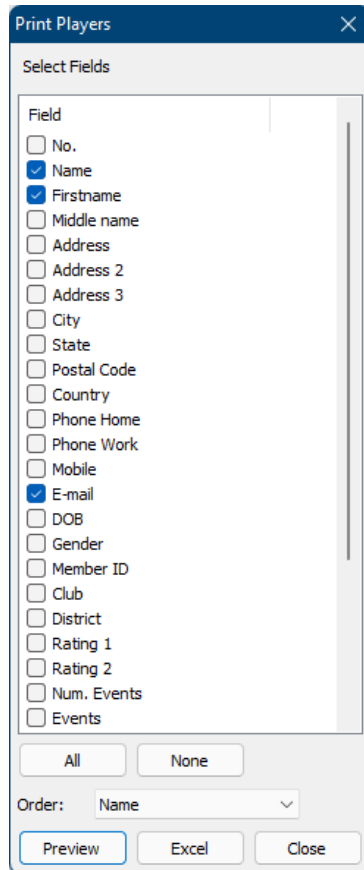 Print Players
Select Fields
Field
No.
Name
Firstname
Middle name
Address
Address 2
Address 3
City
State
Postal Code
Country
Phone Home
Phone Work
Mobile
E-mail
DOB
Gender
Member ID
Club
District
Rating 1
Rating 2
Num. Events
Events
All None
Order: Name
Preview Excel Close